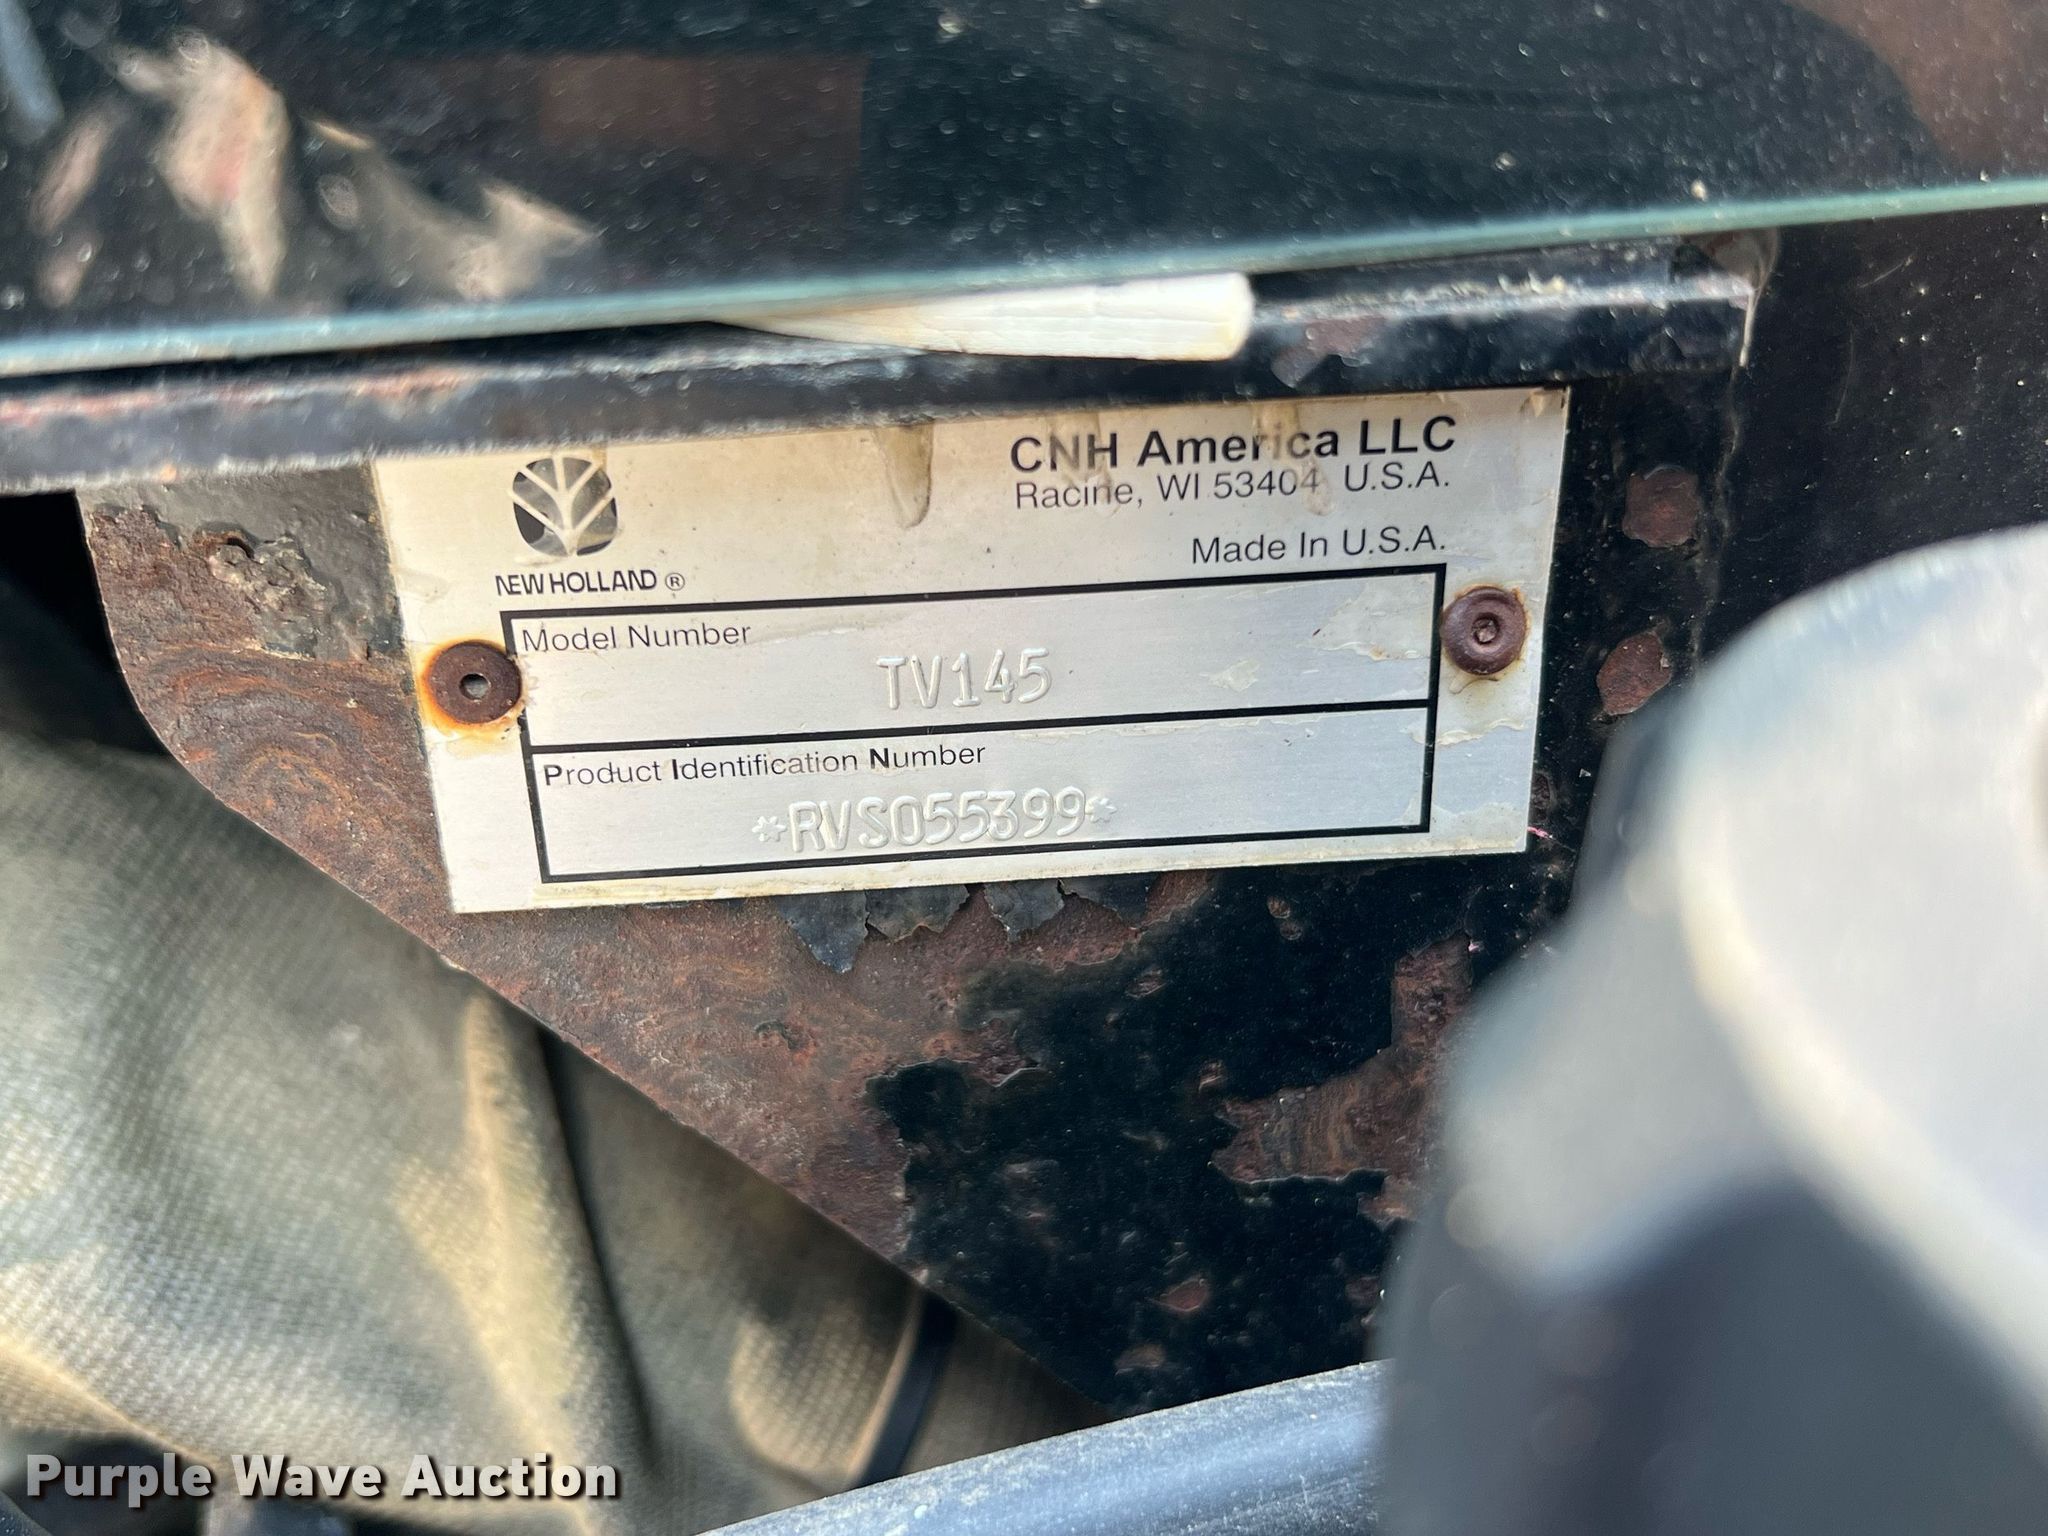 CNH America LLC
Racine, WI 53404 U.S.A.
Made In U.S.A.
NEW HOLLAND ®
Model Number
TV145
Product Identification Number
*RVS055399*
Purple Wave Auction